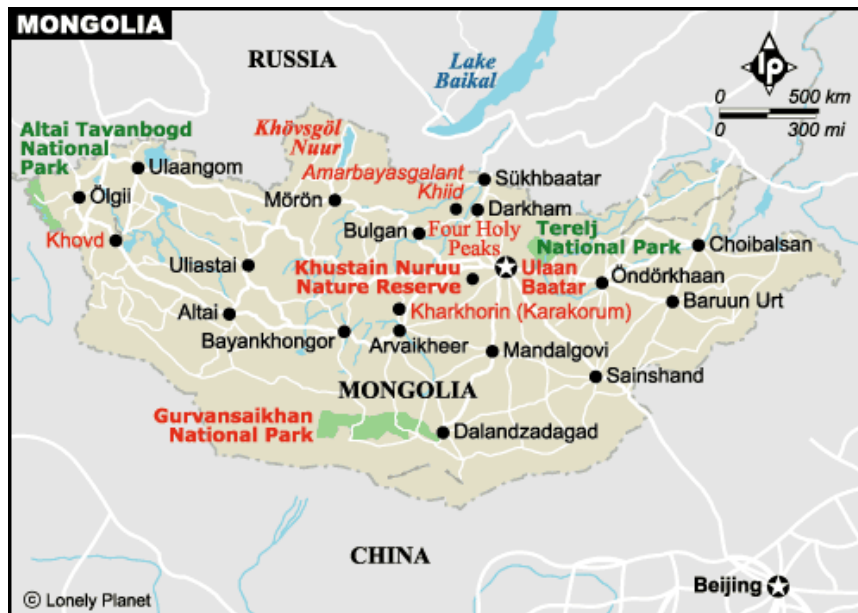 MONGOLIA
RUSSIA
Lake
Baikal
lp
0 500 km
0 300 mi
Altai Tavanbogd
National
Park
Khövsgöl
Nuur
Ulaangom
Amarbayasgalant
Khiid
Sükhbaatar
Ölgii
Mörön
Darkham
Bulgan
Four Holy
Peaks
Terelj
National Park
Khovd
Choibalsan
Uliastai
Khustain Nuruu
Nature Reserve
Ulaan
Baatar
Öndörkhaan
Baruun Urt
Altai
Kharkhorin (Karakorum)
Bayankhongor
Arvaikheer
Mandalgovi
Sainshand
MONGOLIA
Gurvansaikhan
National Park
Dalandzadagad
CHINA
Beijing
© Lonely Planet